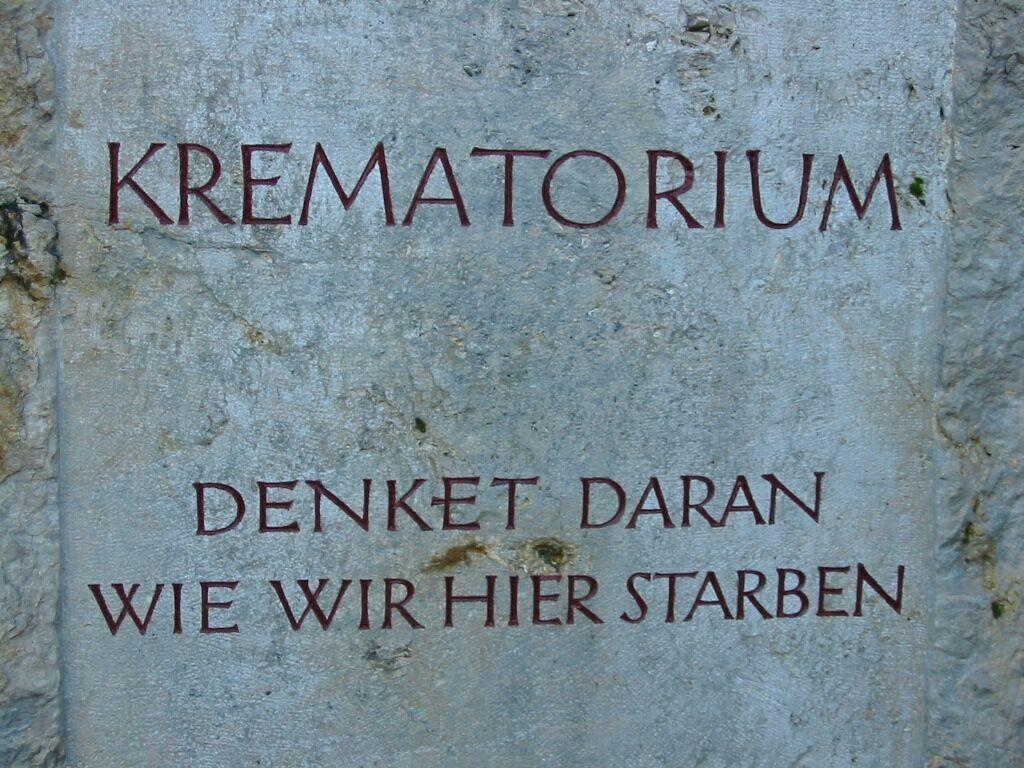 KREMATORIUM
DENKET DARAN
WIE WIR HIER STARBEN